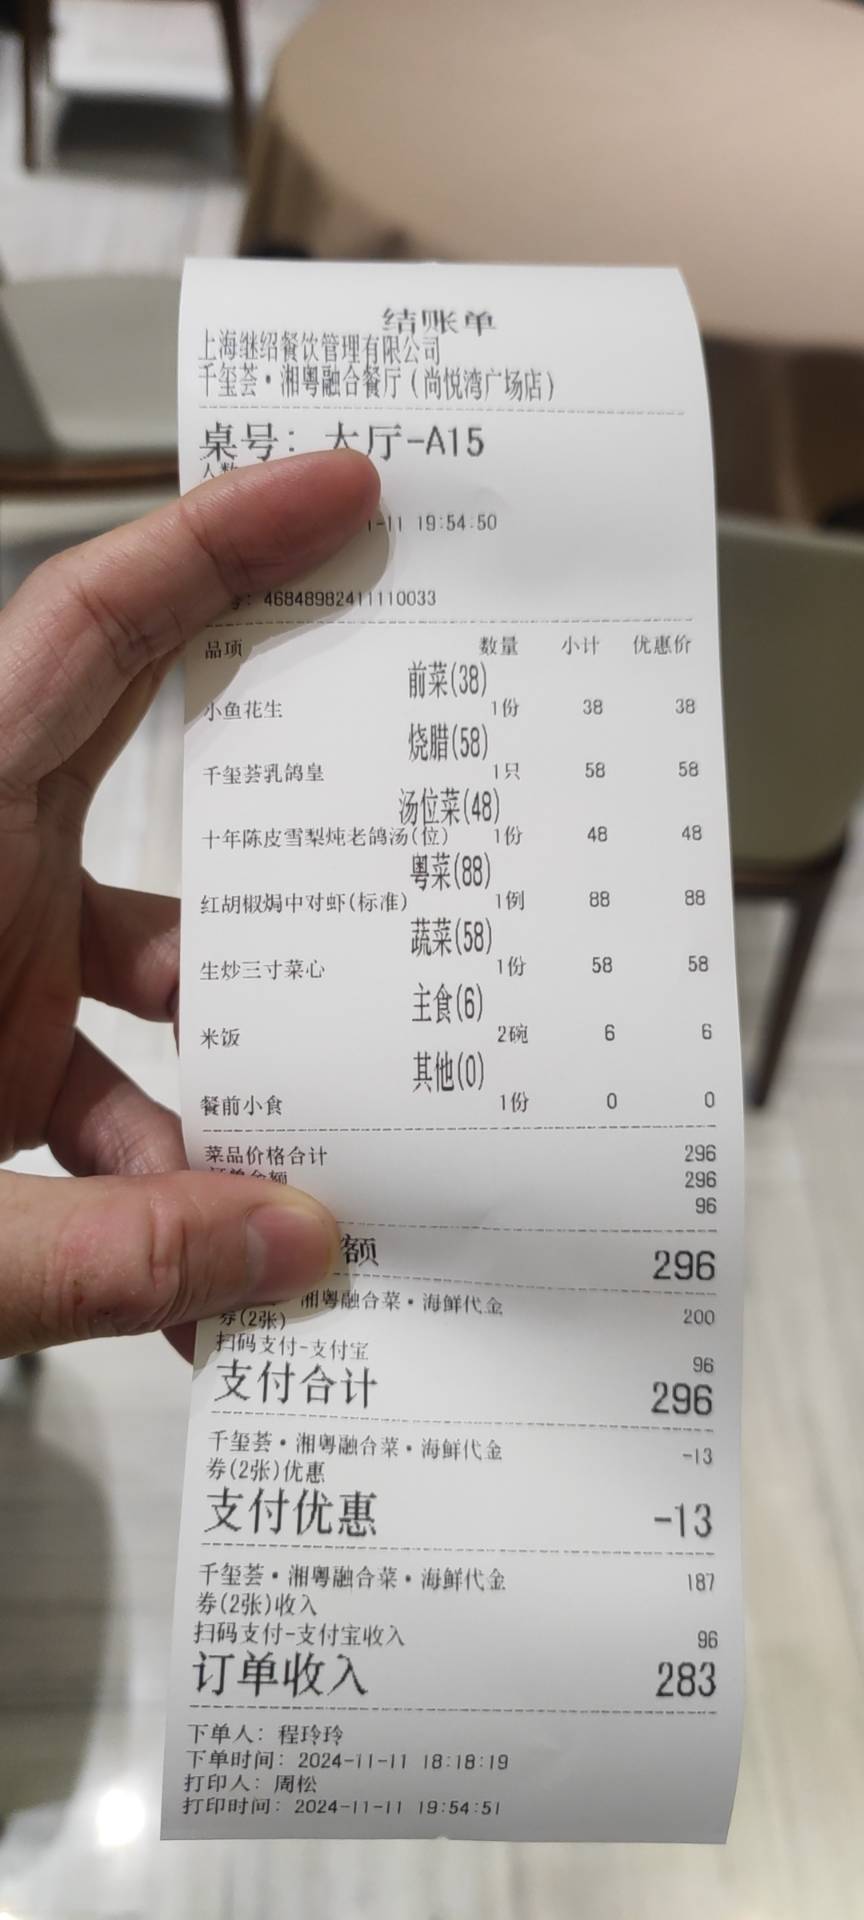 结账单
上海继绍餐饮管理有限公司
千玺荟·湘粤融合餐厅(尚悦湾广场店)
桌号: 大厅-A15
人数
1-11 19:54:50
号: 46848982411110033
品项 数量 小计 优惠价
前菜(38)
小鱼花生 1份 38 38
烧腊(58)
千玺荟乳鸽皇 1只 58 58
汤位菜(48)
十年陈皮雪梨炖老鸽汤(位) 1份 48 48
粤菜(88)
红胡椒焗中对虾(标准) 1例 88 88
蔬菜(58)
生炒三寸菜心 1份 58 58
主食(6)
米饭 2碗 6 6
其他(0)
餐前小食 1份 0 0
菜品价格合计 296
订单金额 296
96
额 296
湘粤融合菜·海鲜代金
券(2张) 200
扫码支付-支付宝 96
支付合计 296
千玺荟·湘粤融合菜·海鲜代金 -13
券(2张)优惠
支付优惠 -13
千玺荟·湘粤融合菜·海鲜代金 187
券(2张)收入
扫码支付-支付宝收入 96
订单收入 283
下单人: 程玲玲
下单时间: 2024-11-11 18:18:19
打印人: 周松
打印时间: 2024-11-11 19:54:51